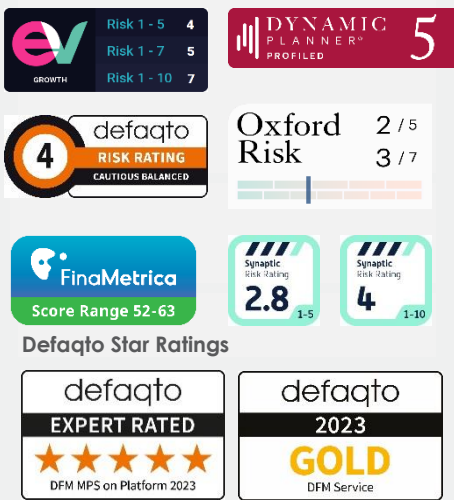 ev
GROWTH
Risk 1 - 5 4
Risk 1 - 7 5
Risk 1 - 10 7
DYNAMIC
PLANNER®
PROFILED
5
4
defaqto
RISK RATING
CAUTIOUS BALANCED
Oxford
Risk
2 / 5
3 / 7
FinaMetrica
Score Range 52-63
Synaptic
Risk Rating
2.8
1-5
Synaptic
Risk Rating
4
1-10
Defaqto Star Ratings
defaqto
EXPERT RATED
DFM MPS on Platform 2023
defaqto
2023
GOLD
DFM Service